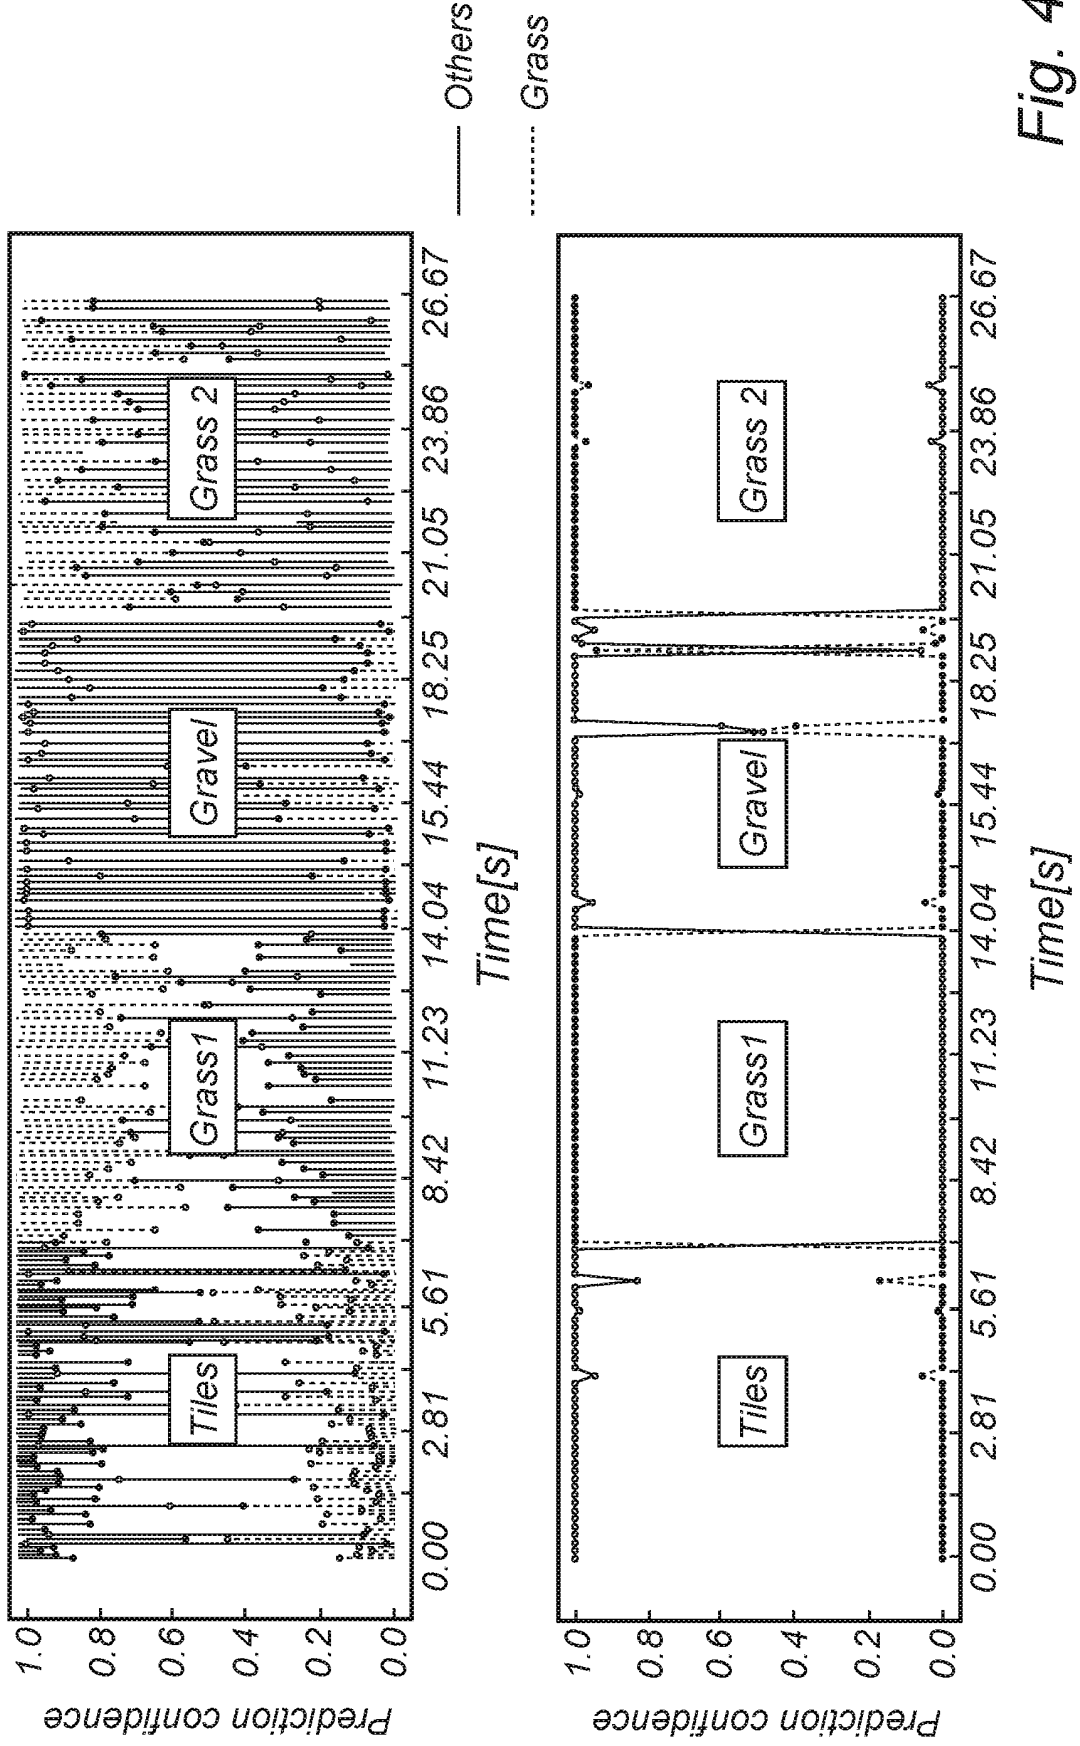 Prediction confidence
1.0
0.8
0.6
0.4
0.2
0.0
Tiles
Grass1
Gravel
Grass 2
0.00
2.81
5.61
8.42
11.23
14.04
15.44
18.25
21.05
23.86
26.67
Time[s]
Others
Grass
Prediction confidence
1.0
0.8
0.6
0.4
0.2
0.0
Tiles
Grass1
Gravel
Grass 2
0.00
2.81
5.61
8.42
11.23
14.04
15.44
18.25
21.05
23.86
26.67
Time[s]
Fig. 4